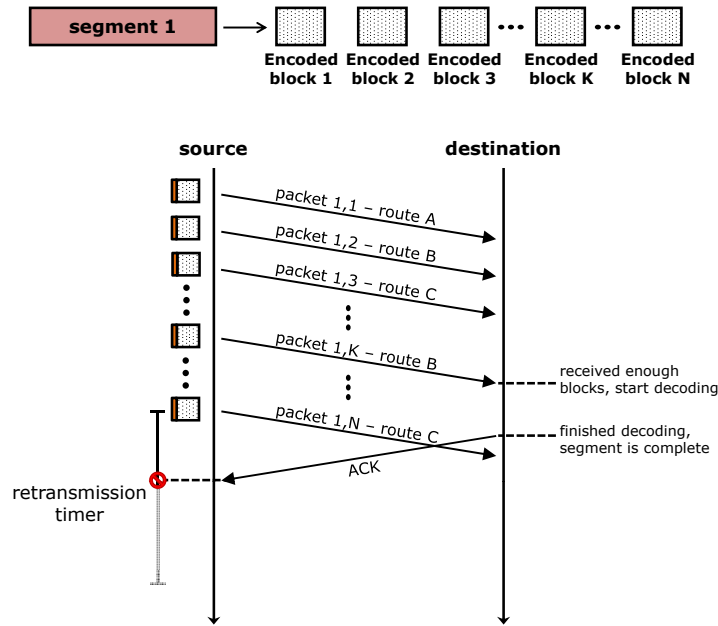 segment 1
Encoded block 1
Encoded block 2
Encoded block 3
Encoded block K
Encoded block N
source
destination
packet 1,1 – route A
packet 1,2 – route B
packet 1,3 – route C
packet 1,K – route B
received enough
blocks, start decoding
packet 1,N – route C
finished decoding,
segment is complete
ACK
retransmission
timer